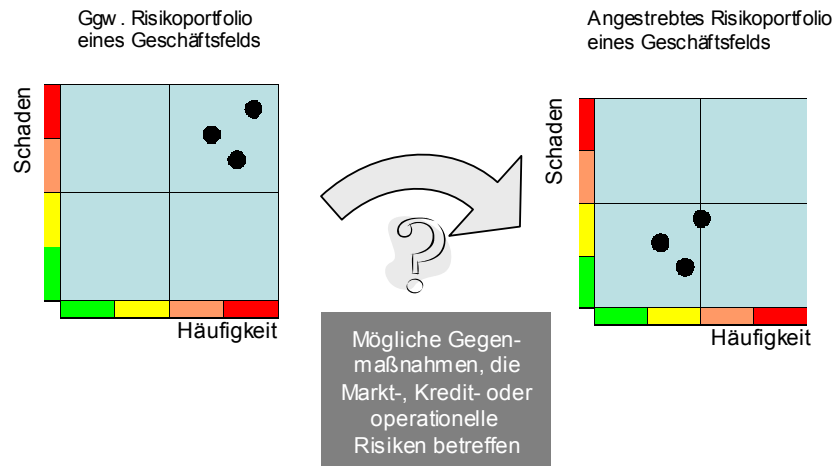 Ggw. Risikoportfolio
eines Geschäftsfelds
Schaden
Häufigkeit
?
Mögliche Gegen-
maßnahmen, die
Markt-, Kredit- oder
operationelle
Risiken betreffen
Angestrebtes Risikoportfolio
eines Geschäftsfelds
Schaden
Häufigkeit